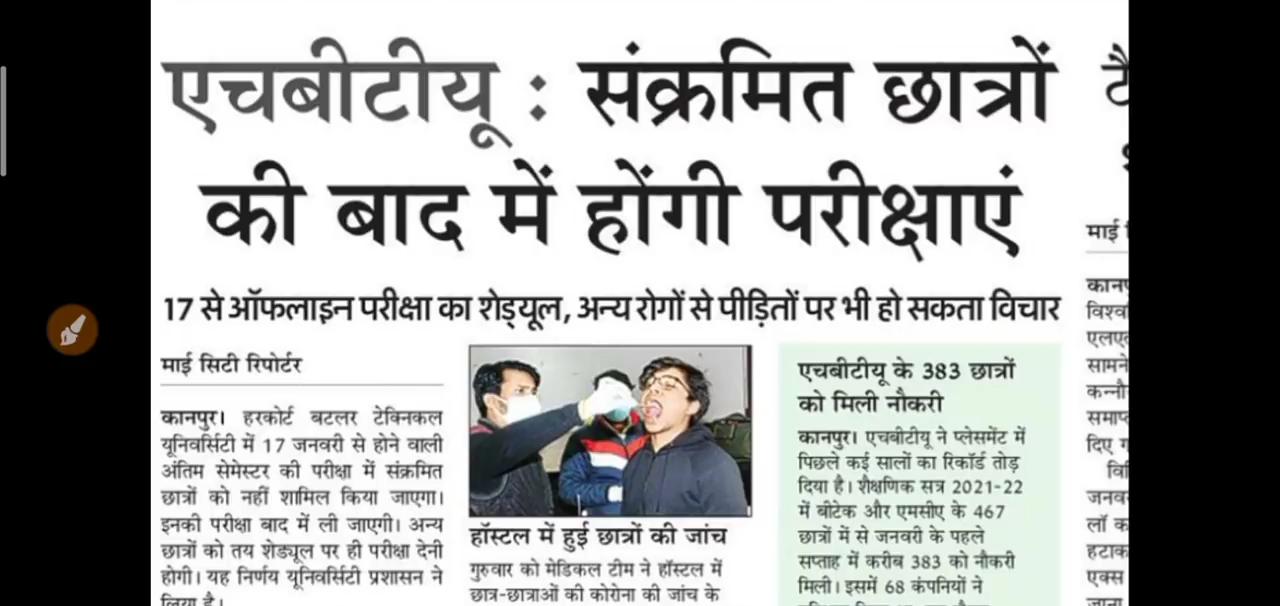 एचबीटीयू : संक्रमित छात्रों
की बाद में होंगी परीक्षाएं
17 से ऑफलाइन परीक्षा का शेड्यूल, अन्य रोगों से पीड़ितों पर भी हो सकता विचार
माई सिटी रिपोर्टर
कानपुर। हरकोर्ट बटलर टेक्निकल
यूनिवर्सिटी में 17 जनवरी से होने वाली
अंतिम सेमेस्टर की परीक्षा में संक्रमित
छात्रों को नहीं शामिल किया जाएगा।
इनकी परीक्षा बाद में ली जाएगी। अन्य
छात्रों को तय शेड्यूल पर ही परीक्षा देनी
होगी। यह निर्णय यूनिवर्सिटी प्रशासन ने
लिया है।
हॉस्टल में हुई छात्रों की जांच
गुरुवार को मेडिकल टीम ने हॉस्टल में
छात्र-छात्राओं की कोरोना की जांच के
एचबीटीयू के 383 छात्रों
को मिली नौकरी
कानपुर। एचबीटीयू ने प्लेसमेंट में
पिछले कई सालों का रिकॉर्ड तोड़
दिया है। शैक्षणिक सत्र 2021-22
में बीटेक और एमसीए के 467
छात्रों में से जनवरी के पहले
सप्ताह में करीब 383 को नौकरी
मिली। इसमें 68 कंपनियों ने
माई